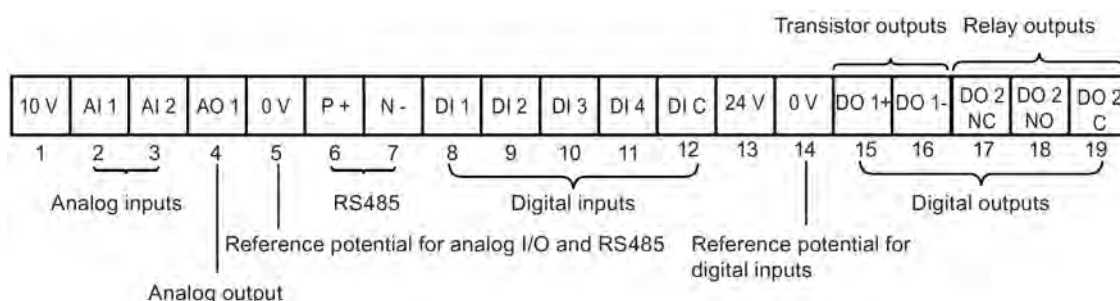 Transistor outputs Relay outputs
10 V AI 1 AI 2 AO 1 0 V P + N - DI 1 DI 2 DI 3 DI 4 DI C 24 V 0 V DO 1+ DO 1- DO 2 NC DO 2 NO DO 2 C
1 2 3 4 5 6 7 8 9 10 11 12 13 14 15 16 17 18 19
Analog inputs RS485 Digital inputs Digital outputs
Reference potential for analog I/O and RS485 Reference potential for
digital inputs
Analog output